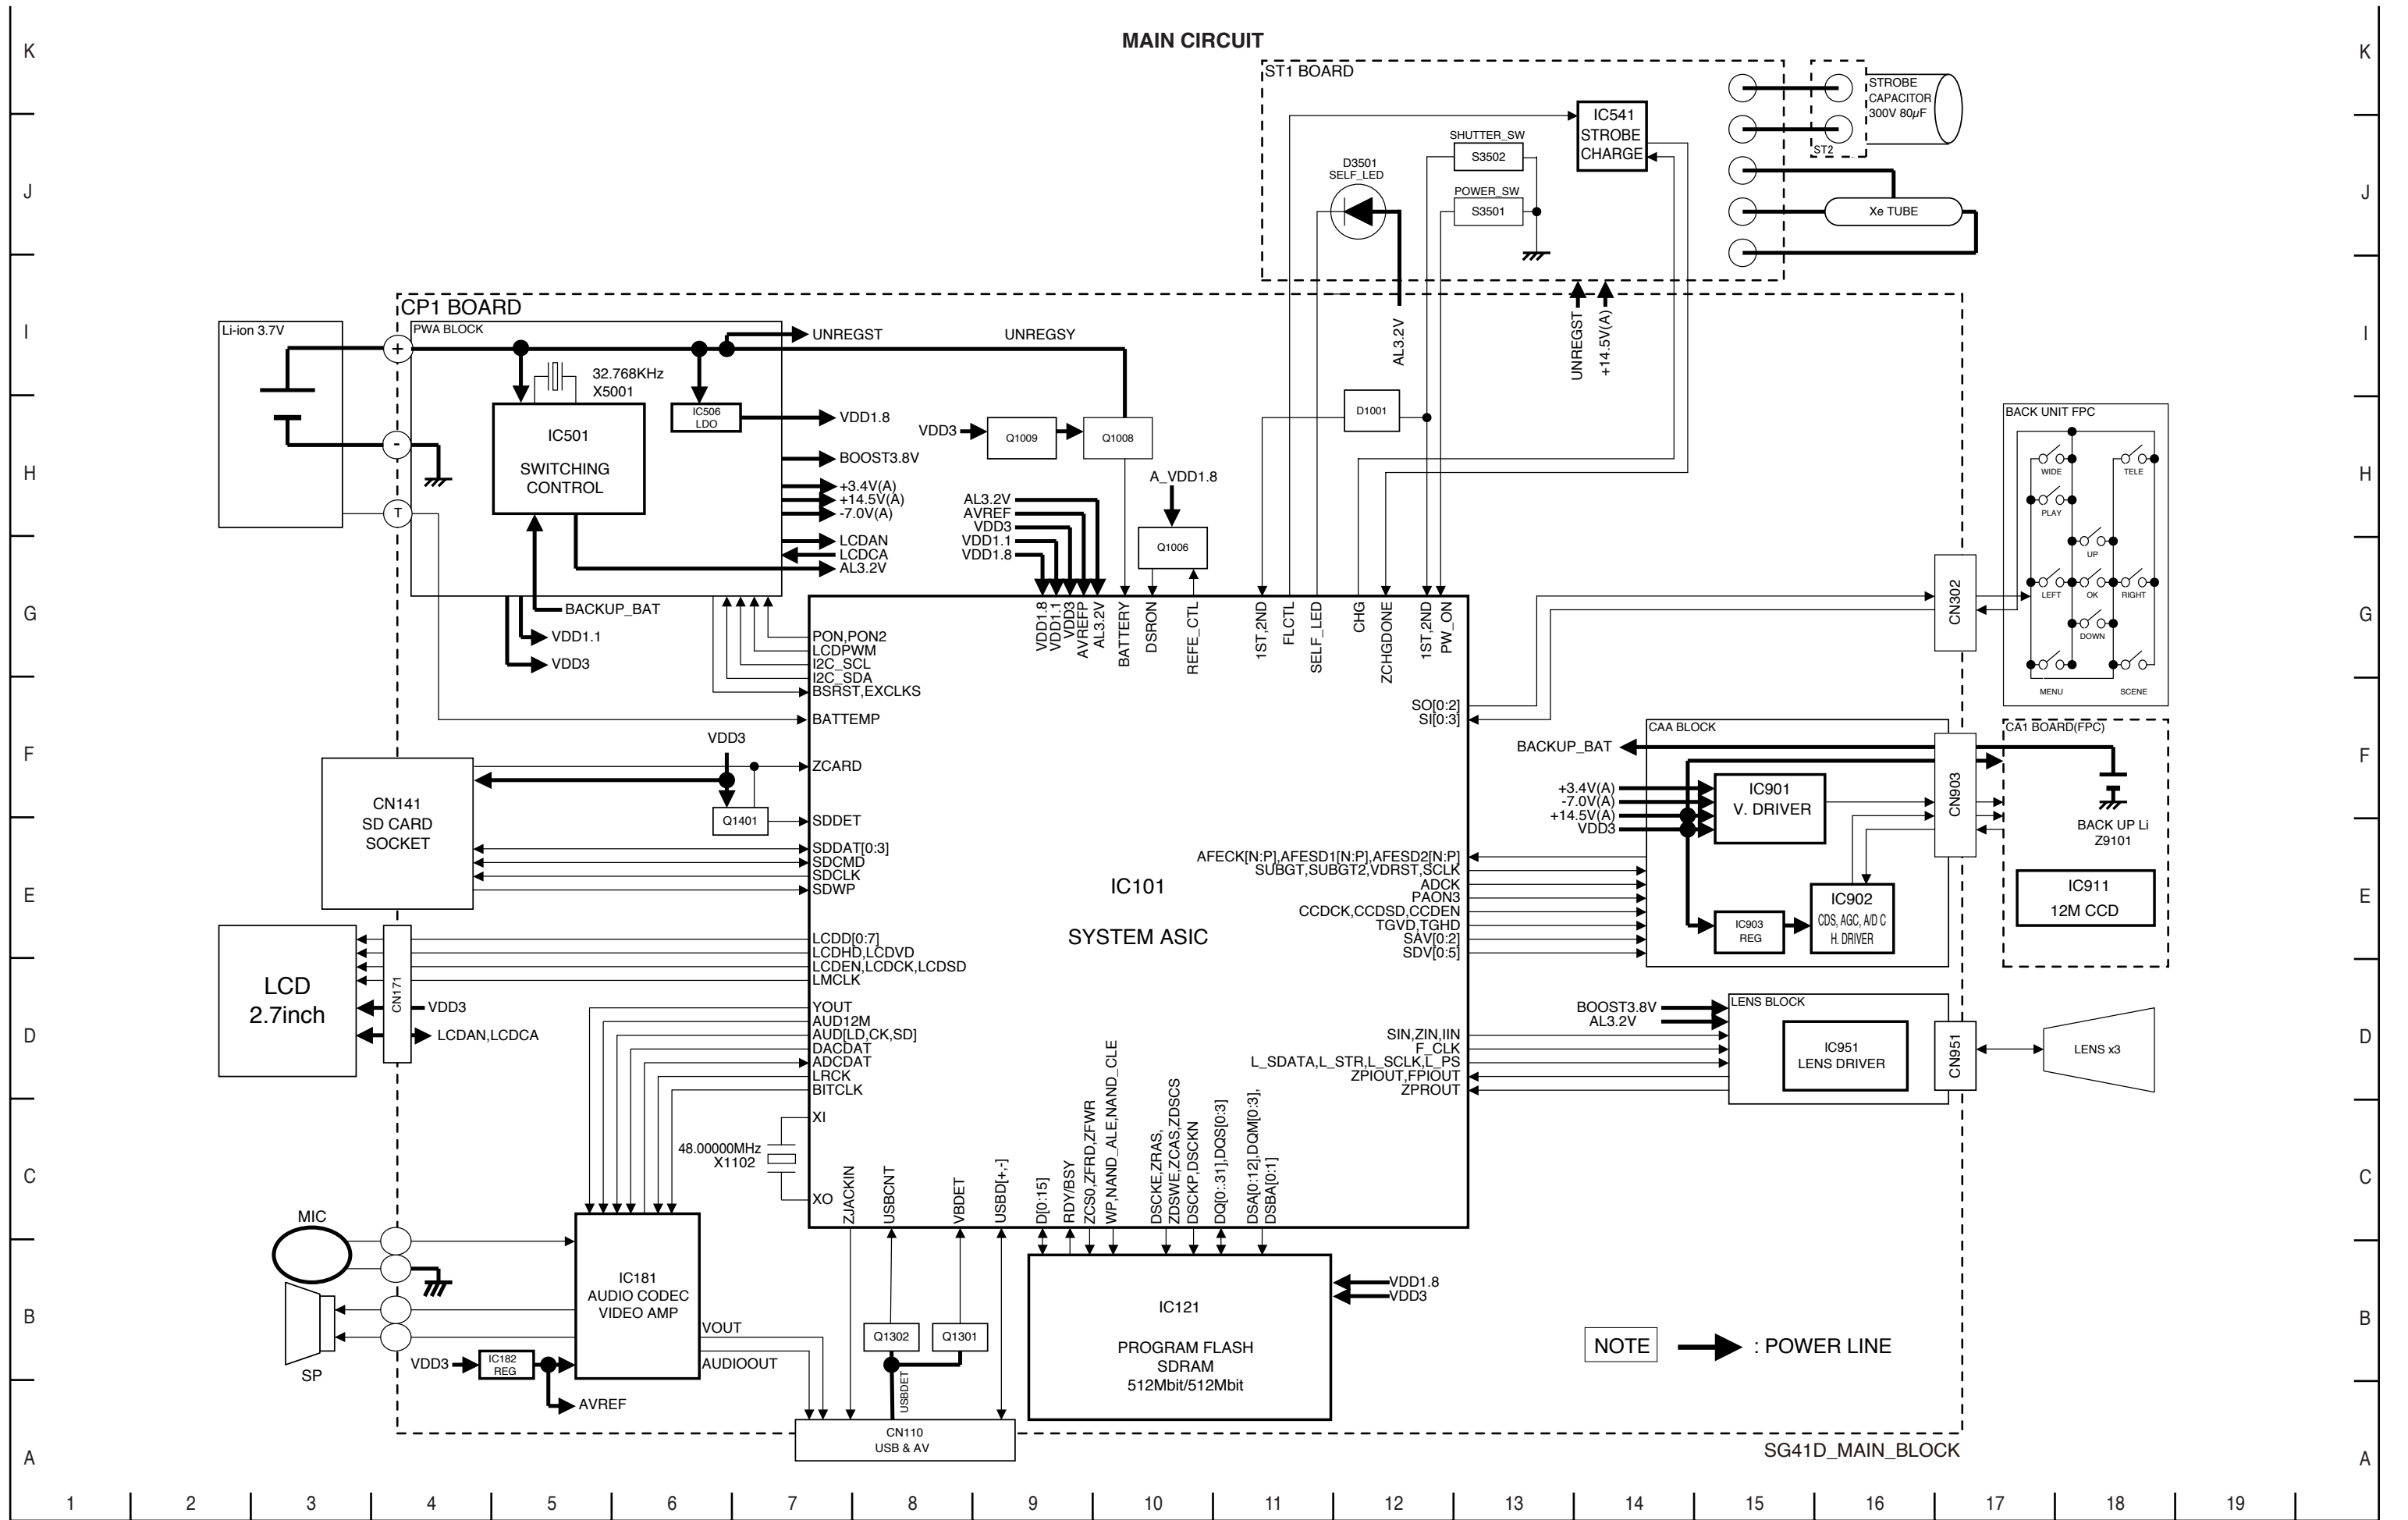 MAIN CIRCUIT
K
K
ST1 BOARD
STROBE
CAPACITOR
300V 80µF
ST2
IC541
STROBE
CHARGE
SHUTTER_SW
S3502
D3501
SELF_LED
POWER_SW
S3501
Xe TUBE
J
J
CP1 BOARD
Li-ion 3.7V
PWA BLOCK
+
-
T
UNREGST
UNREGSY
AL3.2V
UNREGST
+14.5V(A)
I
I
32.768KHz
X5001
IC501
SWITCHING
CONTROL
IC506
LDO
VDD1.8
BOOST3.8V
+3.4V(A)
+14.5V(A)
-7.0V(A)
LCDAN
LCDCA
AL3.2V
BACKUP_BAT
VDD1.1
VDD3
VDD3
Q1009
Q1008
D1001
A_VDD1.8
Q1006
AL3.2V
AVREF
VDD3
VDD1.1
VDD1.8
H
H
BACK UNIT FPC
WIDE
TELE
PLAY
UP
LEFT
OK
RIGHT
DOWN
MENU
SCENE
CN302
G
G
VDD1.8
VDD1.1
VDD3
AVREFP
AL3.2V
BATTERY
DSRON
REFE_CTL
1ST,2ND
FLCTL
SELF_LED
CHG
ZCHGDONE
1ST,2ND
PW_ON
PON,PON2
LCDPWM
I2C_SCL
I2C_SDA
BSRST,EXCLKS
BATTEMP
SO[0:2]
SI[0:3]
F
F
VDD3
ZCARD
Q1401
SDDET
SDDAT[0:3]
SDCMD
SDCLK
SDWP
CN141
SD CARD
SOCKET
CAA BLOCK
BACKUP_BAT
+3.4V(A)
-7.0V(A)
+14.5V(A)
VDD3
IC901
V. DRIVER
CN903
CA1 BOARD(FPC)
BACK UP Li
Z9101
IC911
12M CCD
AFECK[N:P],AFESD1[N:P],AFESD2[N:P]
SUBGT,SUBGT2,VDRST,SCLK
ADCK
PAON3
CCDCK,CCDSD,CCDEN
TGVD,TGHD
SAV[0:2]
SDV[0:5]
IC903
REG
IC902
CDS, AGC, A/D C
H. DRIVER
E
E
IC101
SYSTEM ASIC
LCD
2.7inch
CN171
LCDD[0:7]
LCDHD,LCDVD
LCDEN,LCDCK,LCDSD
LMCLK
VDD3
LCDAN,LCDCA
YOUT
AUD12M
AUD[LD,CK,SD]
DACDAT
ADCDAT
LRCK
BITCLK
D
D
BOOST3.8V
AL3.2V
LENS BLOCK
IC951
LENS DRIVER
CN951
LENS x3
SIN,ZIN,IIN
F_CLK
L_SDATA,L_STR,L_SCLK,L_PS
ZPIOUT,FPIOUT
ZPROUT
XI
48.00000MHz
X1102
XO
C
C
ZJACKIN
USBCNT
VBDET
USBD[+,-]
D[0:15]
RDY/BSY
ZCS0,ZFRD,ZFWR
WP,NAND_ALE,NAND_CLE
DSCKE,ZRAS,
ZDSWE,ZCAS,ZDSCS
DSCKP,DSCKN
DQ[0:.31],DQS[0:3]
DSA[0:12],DQM[0:3],
DSBA[0:1]
MIC
SP
IC181
AUDIO CODEC
VIDEO AMP
VOUT
AUDIOOUT
VDD3
IC182
REG
AVREF
Q1302
Q1301
USBDET
CN110
USB & AV
IC121
PROGRAM FLASH
SDRAM
512Mbit/512Mbit
VDD1.8
VDD3
B
B
NOTE
: POWER LINE
SG41D_MAIN_BLOCK
A
A
1
2
3
4
5
6
7
8
9
10
11
12
13
14
15
16
17
18
19